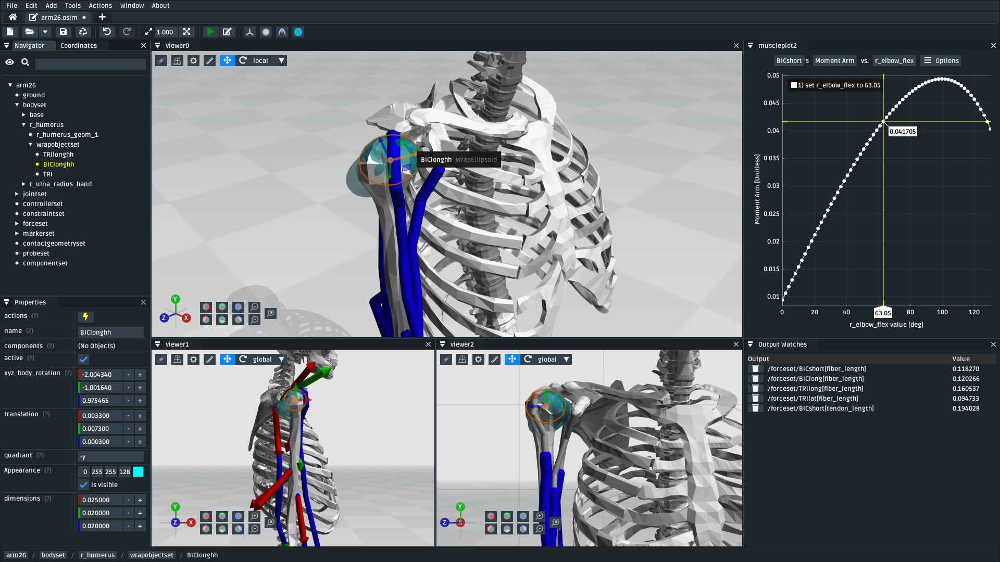 File Edit Add Tools Actions Window About
arm26.osim
1.000
Navigator Coordinates
arm26
ground
bodyset
base
r_humerus
r_humerus_geom_1
wrapobjectset
TRIlonghh
BIClonghh
TRI
r_ulna_radius_hand
jointset
controllerset
constraintset
forceset
markerset
contactgeometryset
probeset
componentset
Properties
actions (?)
name (?) BIClonghh
components (?) (No Objects)
active (?)
xyz_body_rotation (?) -2.004340 - +
-1.001640 - +
0.975465 - +
translation (?) 0.003300 - +
0.007300 - +
0.000300 - +
quadrant (?) -y
Appearance (?) 0 255 255 128
is visible
dimensions (?) 0.025000 - +
0.020000 - +
0.020000 - +
viewer0
local
BIClonghh WrapEllipsoid
Y
Z X
viewer1
global
Y
Z X
viewer2
global
Y
Z X
muscleplot2
BICshort 's Moment Arm vs. r_elbow_flex Options
1) set r_elbow_flex to 63.05
0.05
0.045
0.04
0.035
0.03
0.025
0.02
0.015
0.01
Moment Arm [Unitless]
0.041705
0 20 40 63.05 80 100 120
r_elbow_flex value [deg]
Output Watches
Output Value
/forceset/BICshort[fiber_length] 0.118270
/forceset/BIClong[fiber_length] 0.120266
/forceset/TRIlong[fiber_length] 0.160537
/forceset/TRIlat[fiber_length] 0.094733
/forceset/BICshort[tendon_length] 0.194028
arm26 / bodyset / r_humerus / wrapobjectset / BIClonghh